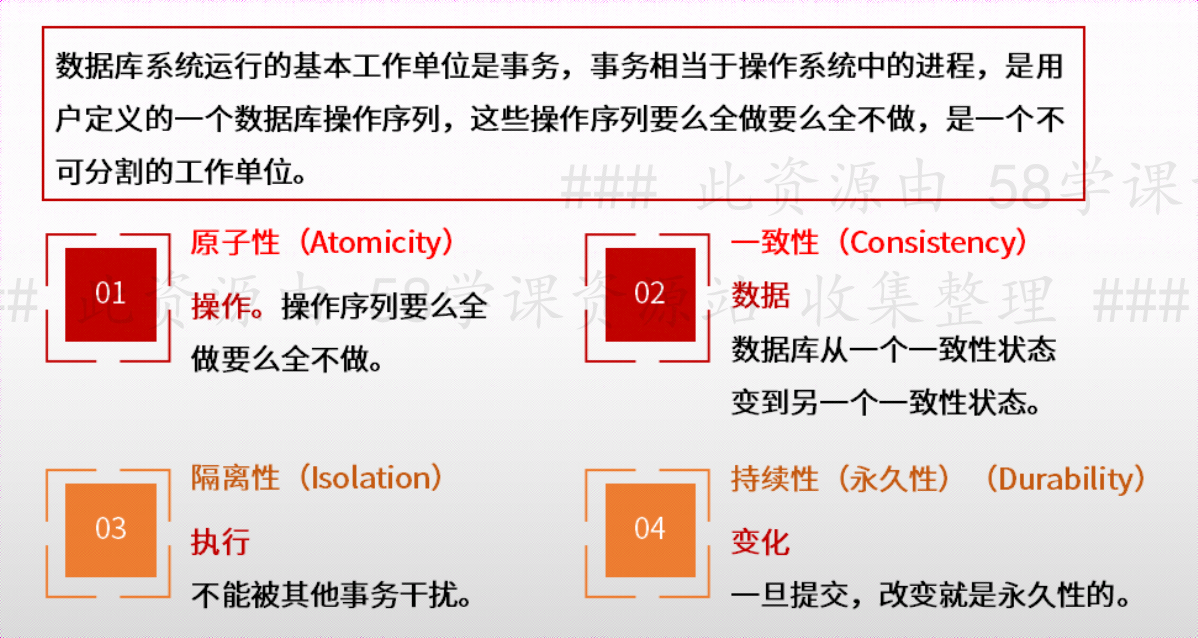 数据库系统运行的基本工作单位是事务，事务相当于操作系统中的进程，是用
户定义的一个数据库操作序列，这些操作序列要么全做要么全不做，是一个不
可分割的工作单位。
### 此资源由 58学课
01
原子性（Atomicity）
操作。操作序列要么全
做要么全不做。
02
一致性（Consistency）
数据
数据库从一个一致性状态
变到另一个一致性状态。
## 此资源由 58学课资源站 收集整理 ###
03
隔离性（Isolation）
执行
不能被其他事务干扰。
04
持续性（永久性）（Durability）
变化
一旦提交，改变就是永久性的。